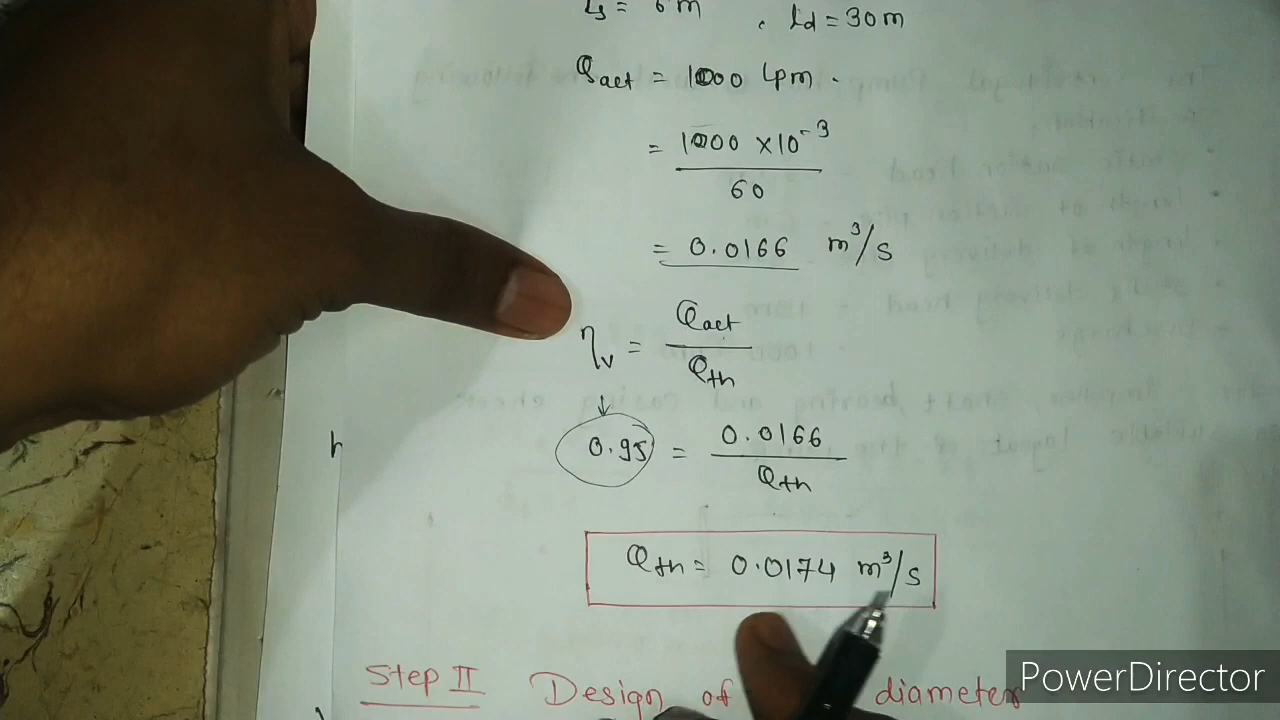 Ls = 6 m , ld = 30 m
Qact = 1000 Lpm .
= 1000 ×10⁻³
60
= 0.0166 m³/s
ηv = Qact
Qth
0.95 = 0.0166
Qth
Qth = 0.0174 m³/s
Step II Design of diameter
PowerDirector